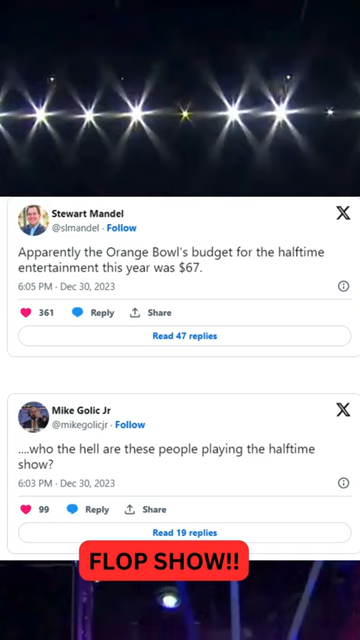 Stewart Mandel
@slmandel · Follow
Apparently the Orange Bowl's budget for the halftime
entertainment this year was $67.
6:05 PM · Dec 30, 2023
361 Reply Share
Read 47 replies
Mike Golic Jr
@mikegolicjr · Follow
....who the hell are these people playing the halftime
show?
6:03 PM · Dec 30, 2023
99 Reply Share
Read 19 replies
FLOP SHOW!!